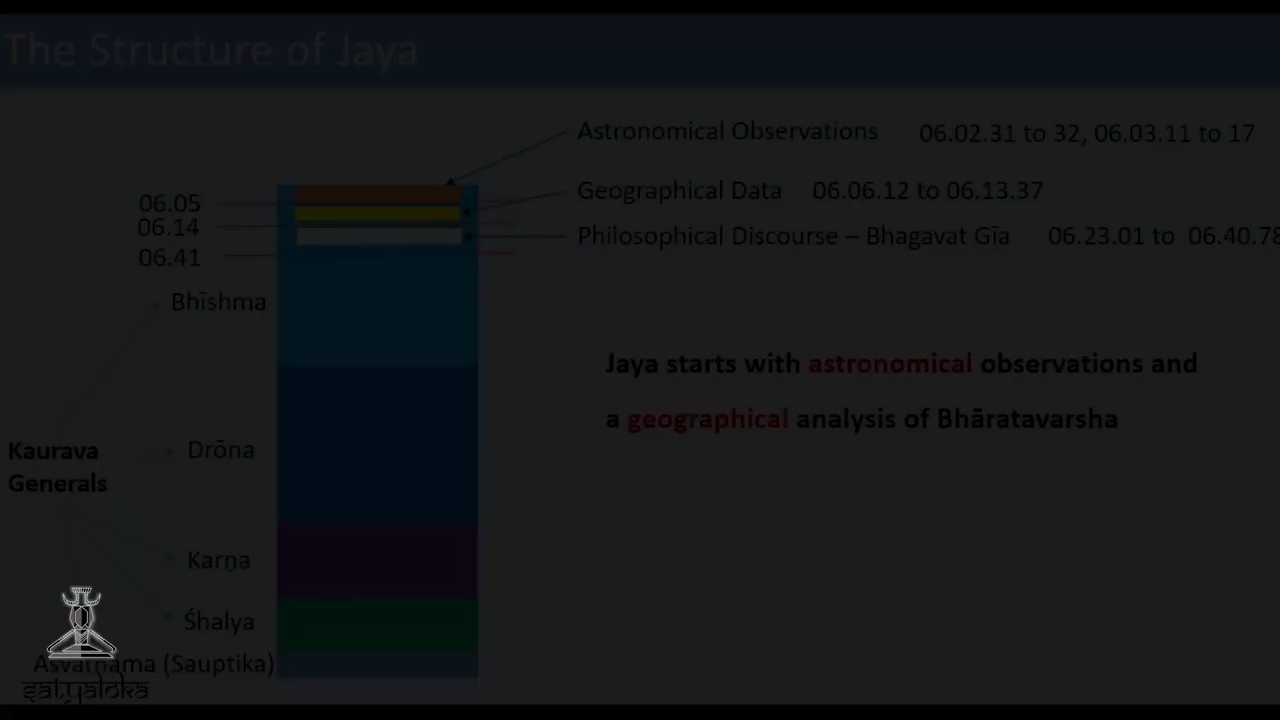 The Structure of Jaya
Astronomical Observations 06.02.31 to 32, 06.03.11 to 17
Geographical Data 06.06.12 to 06.13.37
Philosophical Discourse – Bhagavat Gīa 06.23.01 to 06.40.78
06.05
06.14
06.41
Bhīshma
Jaya starts with astronomical observations and
a geographical analysis of Bhāratavarsha
Kaurava
Generals
Drōna
Karṇa
Śhalya
Asvathama (Sauptika)
satyaloka